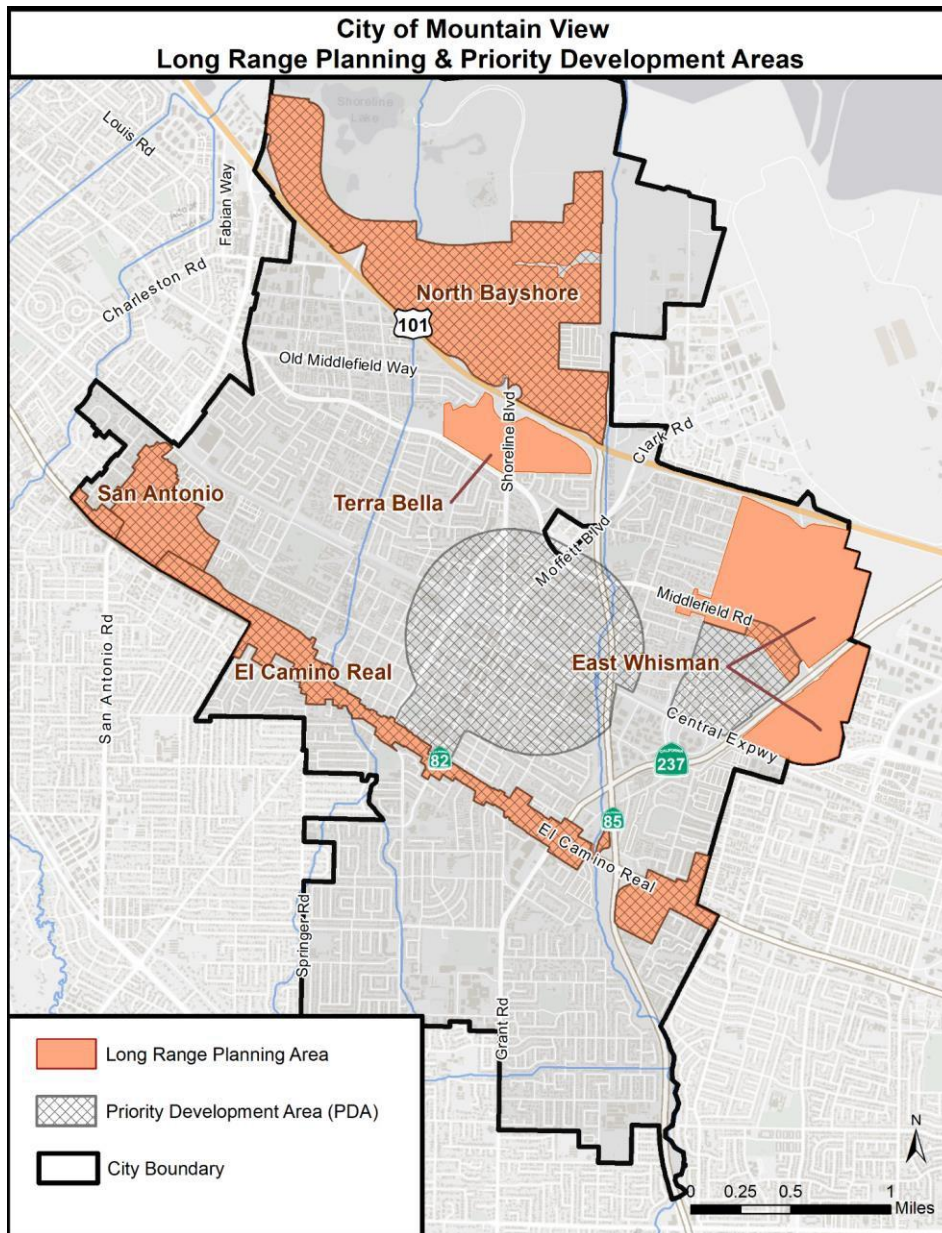 City of Mountain View
Long Range Planning & Priority Development Areas
Shoreline
Lake
Louis Rd
Fabian Way
Charleston Rd
North Bayshore
101
Old Middlefield Way
Shoreline Blvd
Clark Rd
San Antonio
Terra Bella
Moffett Blvd
Middlefield Rd
East Whisman
San Antonio Rd
El Camino Real
Central Expwy
82
237
85
El Camino Real
Springer Rd
Grant Rd
Long Range Planning Area
Priority Development Area (PDA)
City Boundary
N
0 0.25 0.5 1
Miles